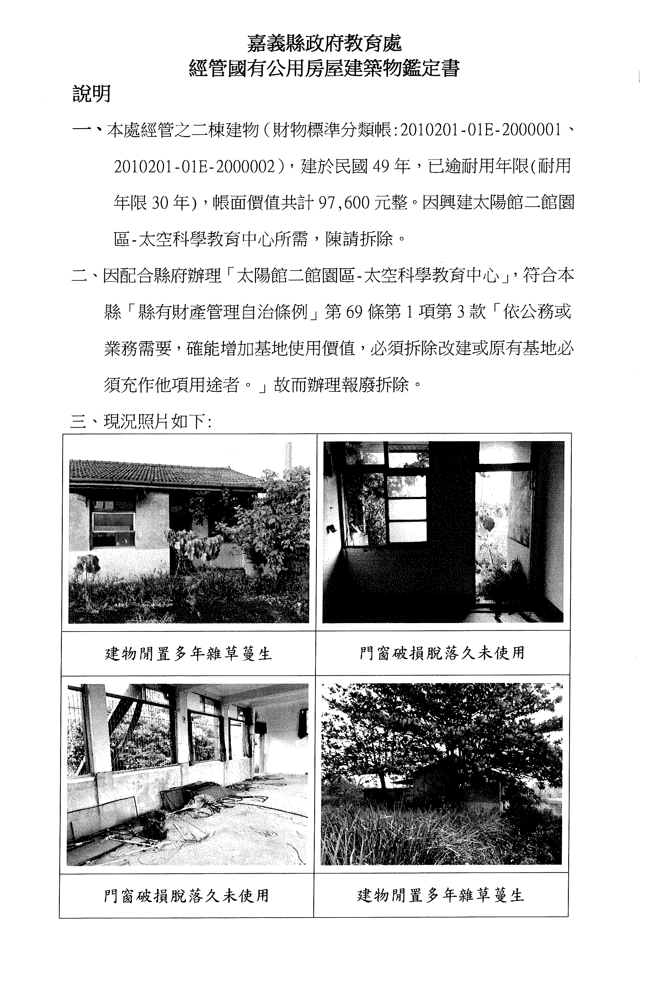 嘉義縣政府教育處
經管國有公用房屋建築物鑑定書
說明
一、本處經管之二棟建物(財物標準分類帳:2010201-01E-2000001、
2010201-01E-2000002),建於民國 49 年,已逾耐用年限(耐用
年限 30 年),帳面價值共計 97,600 元整。因興建太陽館二館園
區-太空科學教育中心所需,陳請拆除。
二、因配合縣府辦理「太陽館二館園區-太空科學教育中心」,符合本
縣「縣有財產管理自治條例」第 69 條第 1 項第 3 款「依公務或
業務需要,確能增加基地使用價值,必須拆除改建或原有基地必
須充作他項用途者。」故而辦理報廢拆除。
三、現況照片如下:
建物閒置多年雜草蔓生
門窗破損脫落久未使用
門窗破損脫落久未使用
建物閒置多年雜草蔓生